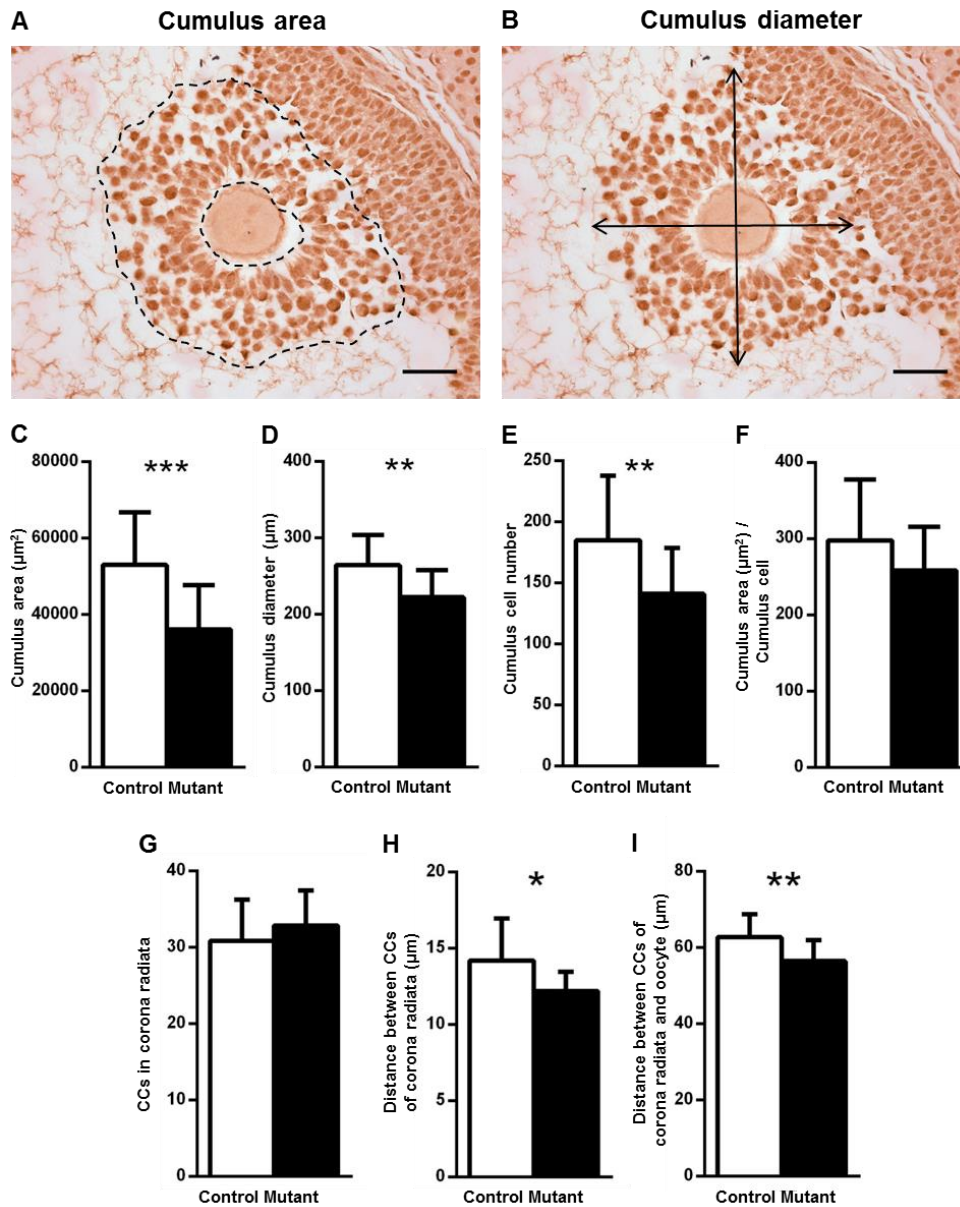 A Cumulus area
B Cumulus diameter
C
Cumulus area (µm²)
80000
60000
40000
20000
0
***
Control Mutant
D
Cumulus diameter (µm)
400
300
200
100
0
**
Control Mutant
E
Cumulus cell number
250
200
150
100
50
0
**
Control Mutant
F
Cumulus area (µm²) /
Cumulus cell
400
300
200
100
0
Control Mutant
G
CCs in corona radiata
40
30
20
10
0
Control Mutant
H
Distance between CCs
of corona radiata (µm)
20
15
10
5
0
*
Control Mutant
I
Distance between CCs of
corona radiata and oocyte (µm)
80
60
40
20
0
**
Control Mutant